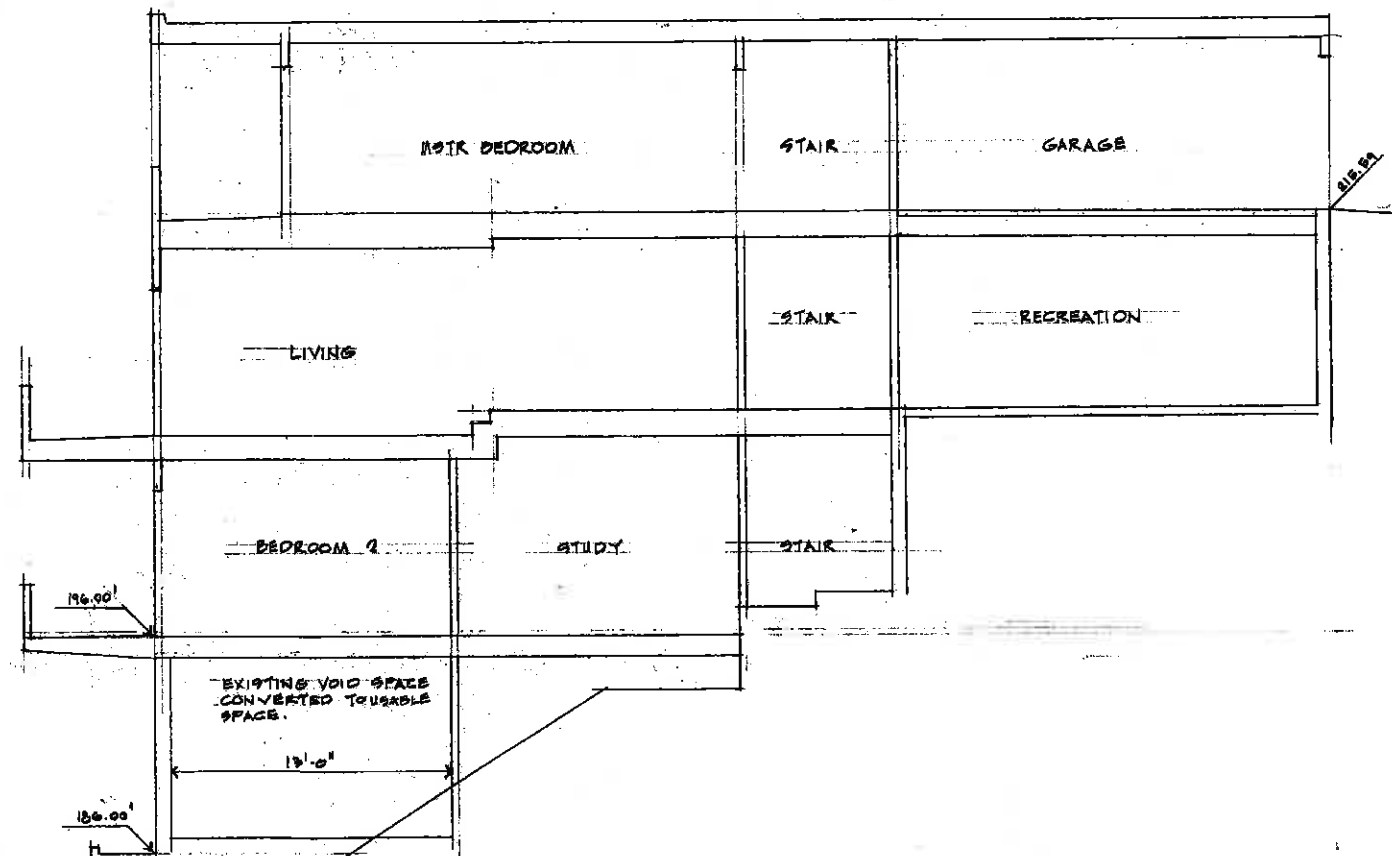 MSTR BEDROOM
STAIR
GARAGE
215.59
STAIR
RECREATION
LIVING
BEDROOM 2
STUDY
STAIR
196.00'
EXISTING VOID SPACE
CONVERTED TO USABLE
SPACE.
13'-0"
186.00'